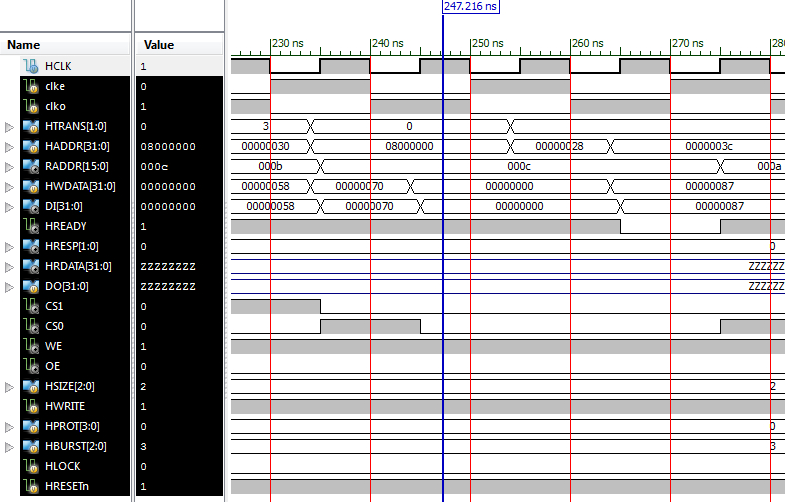 247.216 ns
Name Value
230 ns 240 ns 250 ns 260 ns 270 ns 280
HCLK 1
clke 0
clko 1
HTRANS[1:0] 0 3 0
HADDR[31:0] 08000000 00000030 08000000 00000028 0000003c
RADDR[15:0] 000c 000b 000c 000a
HWDATA[31:0] 00000000 00000058 00000070 00000000 00000087
DI[31:0] 00000000 00000058 00000070 00000000 00000087
HREADY 1
HRESP[1:0] 0 0
HRDATA[31:0] ZZZZZZZZ ZZZZZZ
DO[31:0] ZZZZZZZZ ZZZZZZ
CS1 0
CS0 0
WE 1
OE 0
HSIZE[2:0] 2 2
HWRITE 1
HPROT[3:0] 0 0
HBURST[2:0] 3 3
HLOCK 0
HRESETn 1